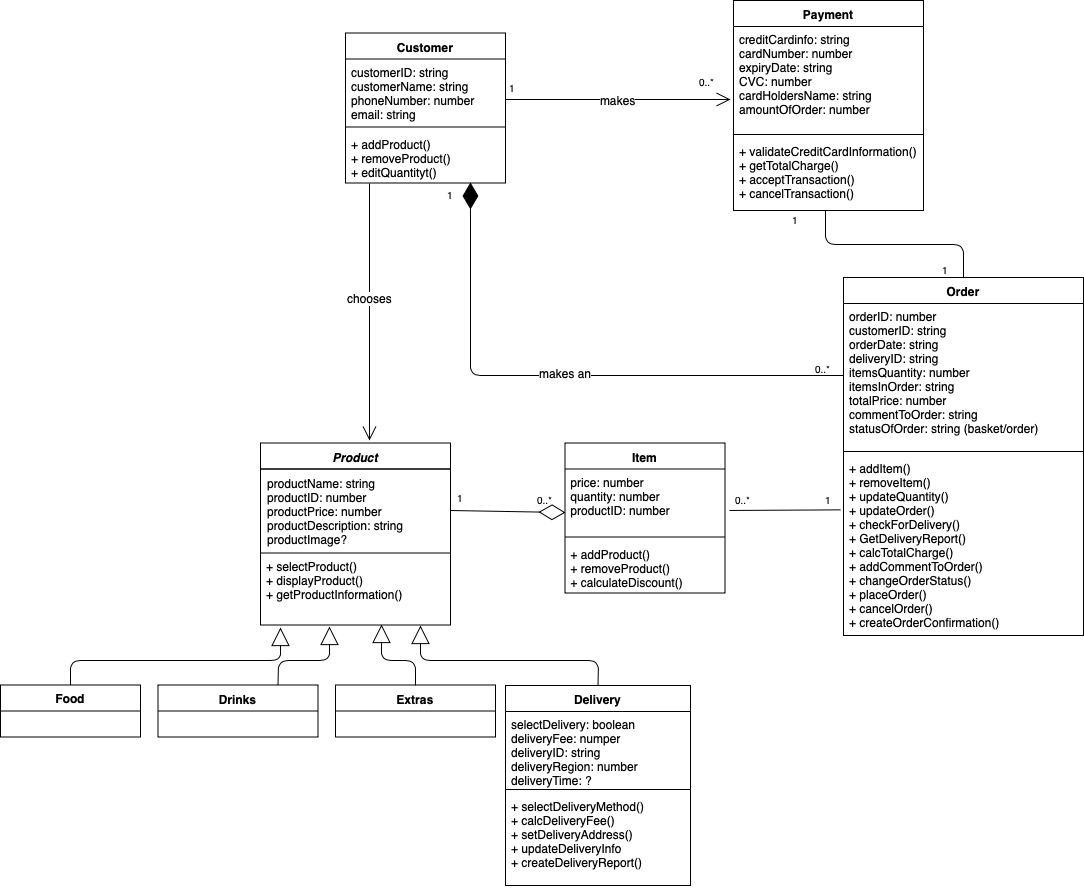 Payment
creditCardinfo: string
cardNumber: number
expiryDate: string
CVC: number
cardHoldersName: string
amountOfOrder: number
+ validateCreditCardInformation()
+ getTotalCharge()
+ acceptTransaction()
+ cancelTransaction()
Customer
customerID: string
customerName: string
phoneNumber: number
email: string
+ addProduct()
+ removeProduct()
+ editQuantityt()
1
makes
0..*
1
chooses
makes an
0..*
1
1
Order
orderID: number
customerID: string
orderDate: string
deliveryID: string
itemsQuantity: number
itemsInOrder: string
totalPrice: number
commentToOrder: string
statusOfOrder: string (basket/order)
+ addItem()
+ removeItem()
+ updateQuantity()
+ updateOrder()
+ checkForDelivery()
+ GetDeliveryReport()
+ calcTotalCharge()
+ addCommentToOrder()
+ changeOrderStatus()
+ placeOrder()
+ cancelOrder()
+ createOrderConfirmation()
Product
productName: string
productID: number
productPrice: number
productDescription: string
productImage?
+ selectProduct()
+ displayProduct()
+ getProductInformation()
1
0..*
Item
price: number
quantity: number
productID: number
+ addProduct()
+ removeProduct()
+ calculateDiscount()
0..*
1
Food
Drinks
Extras
Delivery
selectDelivery: boolean
deliveryFee: numper
deliveryID: string
deliveryRegion: number
deliveryTime: ?
+ selectDeliveryMethod()
+ calcDeliveryFee()
+ setDeliveryAddress()
+ updateDeliveryInfo
+ createDeliveryReport()